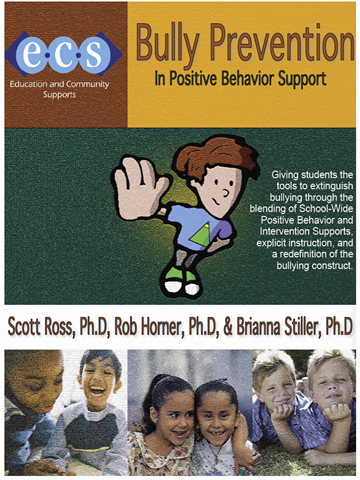 ecs
Education and Community
Supports
Bully Prevention
In Positive Behavior Support
Giving students the
tools to extinguish
bullying through the
blending of School-Wide
Positive Behavior and
Intervention Supports,
explicit instruction, and
a redefinition of the
bullying construct.
Scott Ross, Ph.D, Rob Horner, Ph.D, & Brianna Stiller, Ph.D